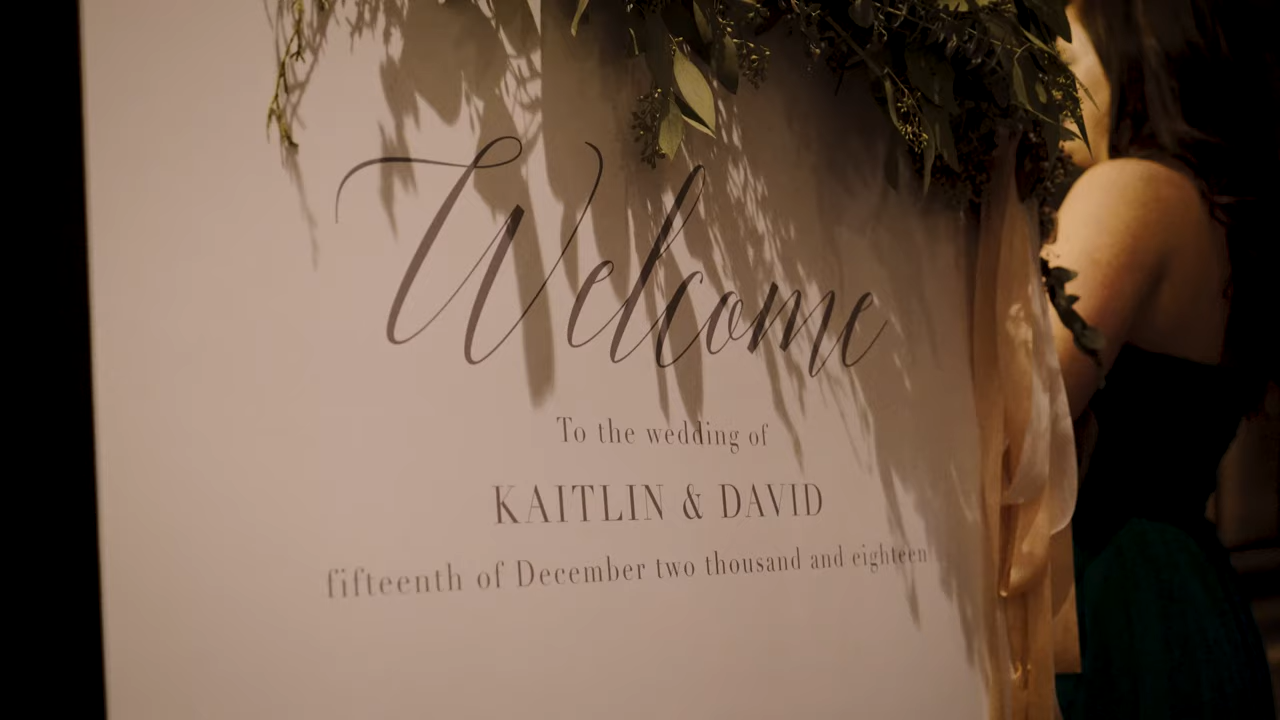 Welcome
To the wedding of
KAITLIN & DAVID
fifteenth of December two thousand and eighteen